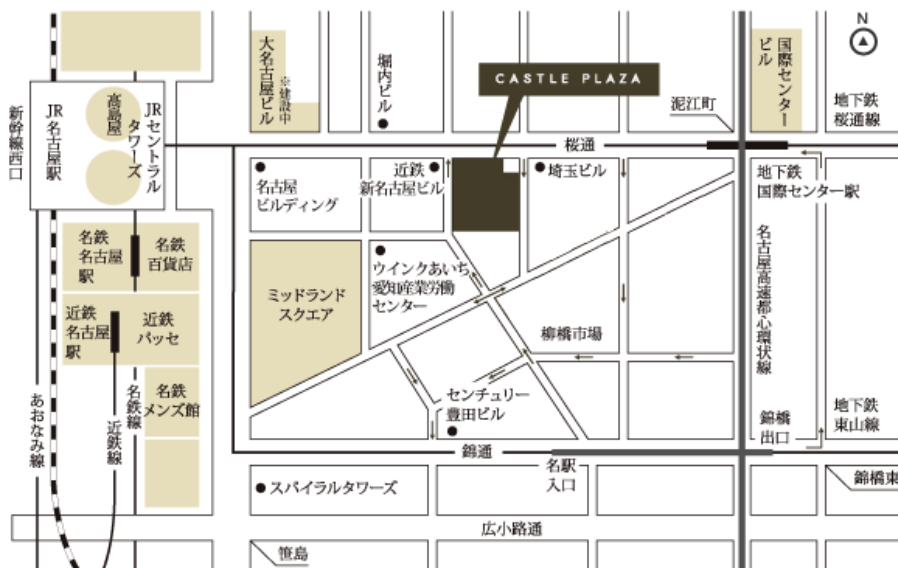 N
大名古屋ビル
※建設中
堀内ビル
CASTLE PLAZA
泥江町
国際センター
ビル
地下鉄
桜通線
新幹線西口
JR名古屋駅
高島屋
JRセントラル
タワーズ
桜通
名古屋
ビルディング
近鉄
新名古屋ビル
埼玉ビル
地下鉄
国際センター駅
名鉄
名古屋
駅
名鉄
百貨店
ミッドランド
スクエア
ウインクあいち
愛知産業労働
センター
名古屋高速都心環状線
近鉄
名古屋
駅
近鉄
パッセ
柳橋市場
あおなみ線
近鉄線
名鉄線
名鉄
メンズ館
センチュリー
豊田ビル
錦橋
出口
地下鉄
東山線
錦通
名駅
入口
スパイラルタワーズ
錦橋東
広小路通
笹島